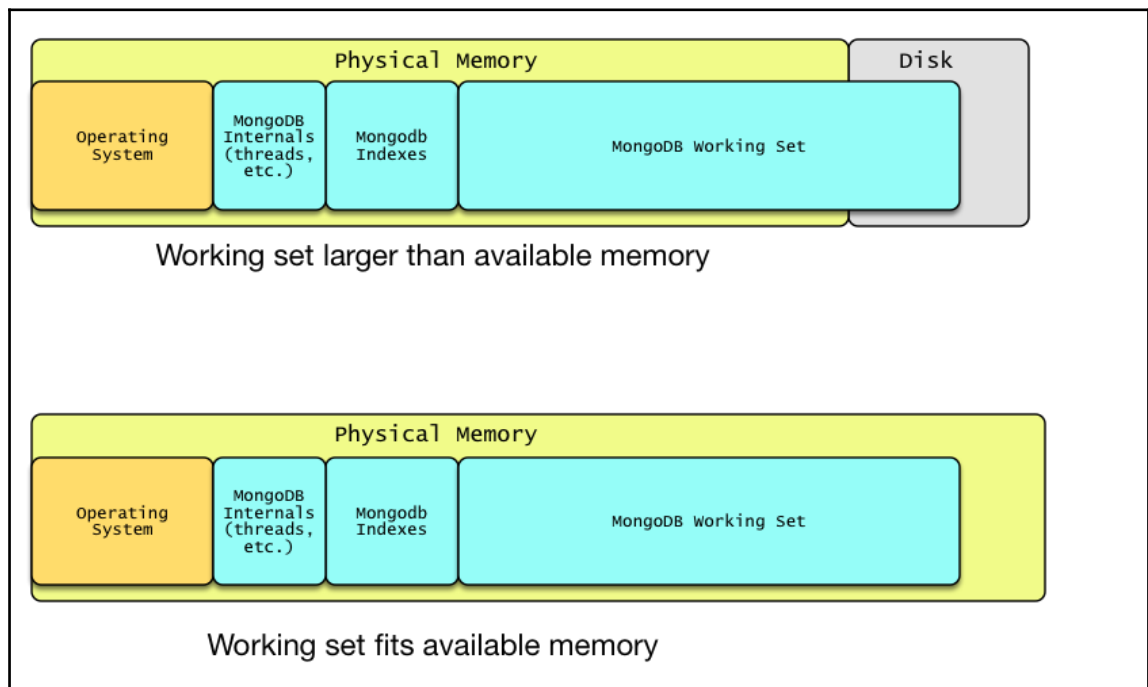 Physical Memory
Disk
Operating
System
MongoDB
Internals
(threads,
etc.)
Mongodb
Indexes
MongoDB Working Set
Working set larger than available memory
Physical Memory
Operating
System
MongoDB
Internals
(threads,
etc.)
Mongodb
Indexes
MongoDB Working Set
Working set fits available memory